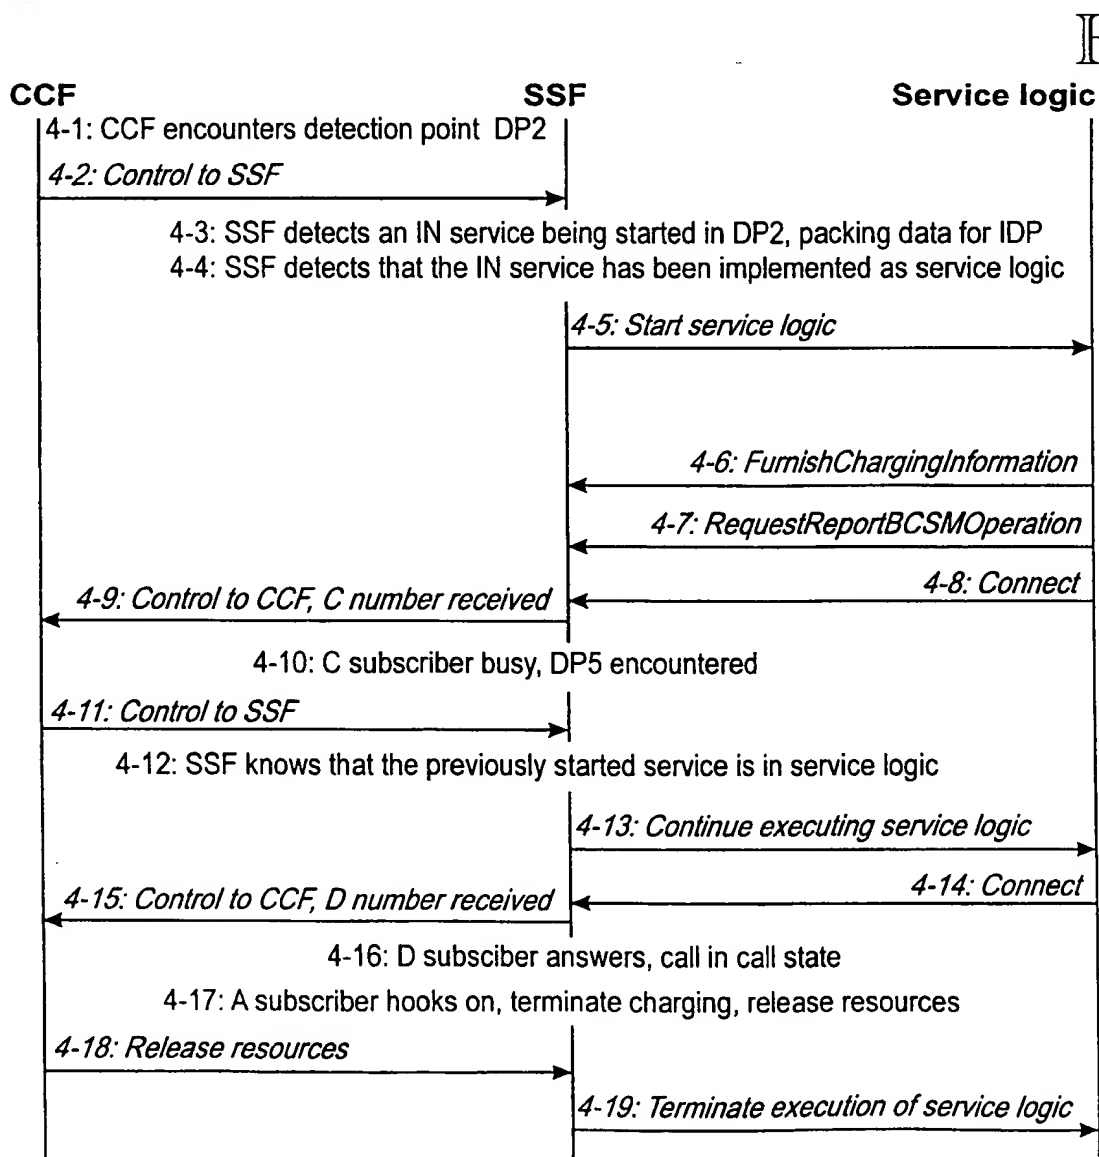 CCF SSF Service logic
4-1: CCF encounters detection point DP2
4-2: Control to SSF
4-3: SSF detects an IN service being started in DP2, packing data for IDP
4-4: SSF detects that the IN service has been implemented as service logic
4-5: Start service logic
4-6: FurnishChargingInformation
4-7: RequestReportBCSMOperation
4-8: Connect
4-9: Control to CCF, C number received
4-10: C subscriber busy, DP5 encountered
4-11: Control to SSF
4-12: SSF knows that the previously started service is in service logic
4-13: Continue executing service logic
4-14: Connect
4-15: Control to CCF, D number received
4-16: D subsciber answers, call in call state
4-17: A subscriber hooks on, terminate charging, release resources
4-18: Release resources
4-19: Terminate execution of service logic